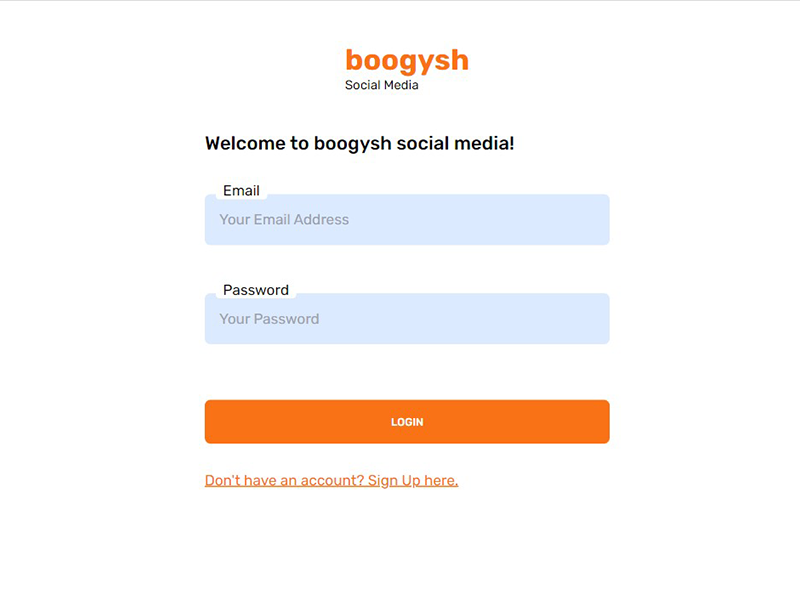 boogysh
Social Media
Welcome to boogysh social media!
Email
Your Email Address
Password
Your Password
LOGIN
Don't have an account? Sign Up here.